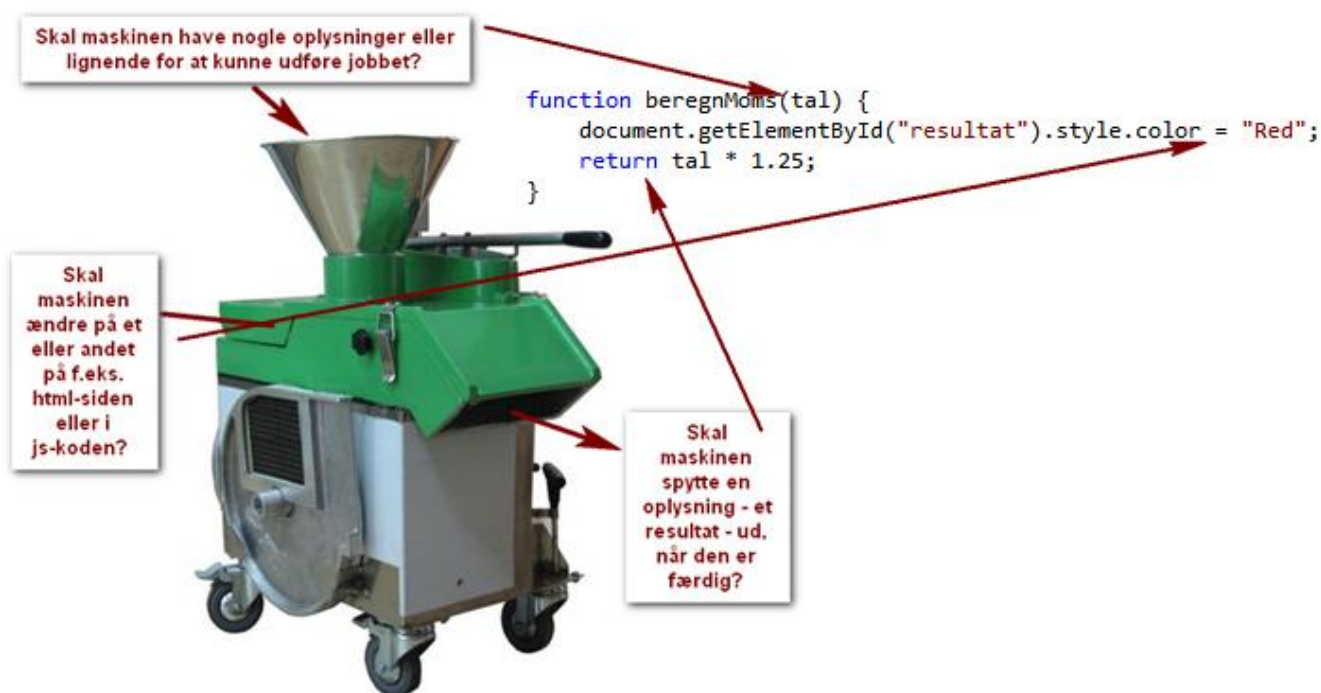 Skal maskinen have nogle oplysninger eller
lignende for at kunne udføre jobbet?
function beregnMoms(tal) {
    document.getElementById("resultat").style.color = "Red";
    return tal * 1.25;
}
Skal
maskinen
ændre på et
eller andet
på f.eks.
html-siden
eller i
js-koden?
Skal
maskinen
spytte en
oplysning - et
resultat - ud,
når den er
færdig?